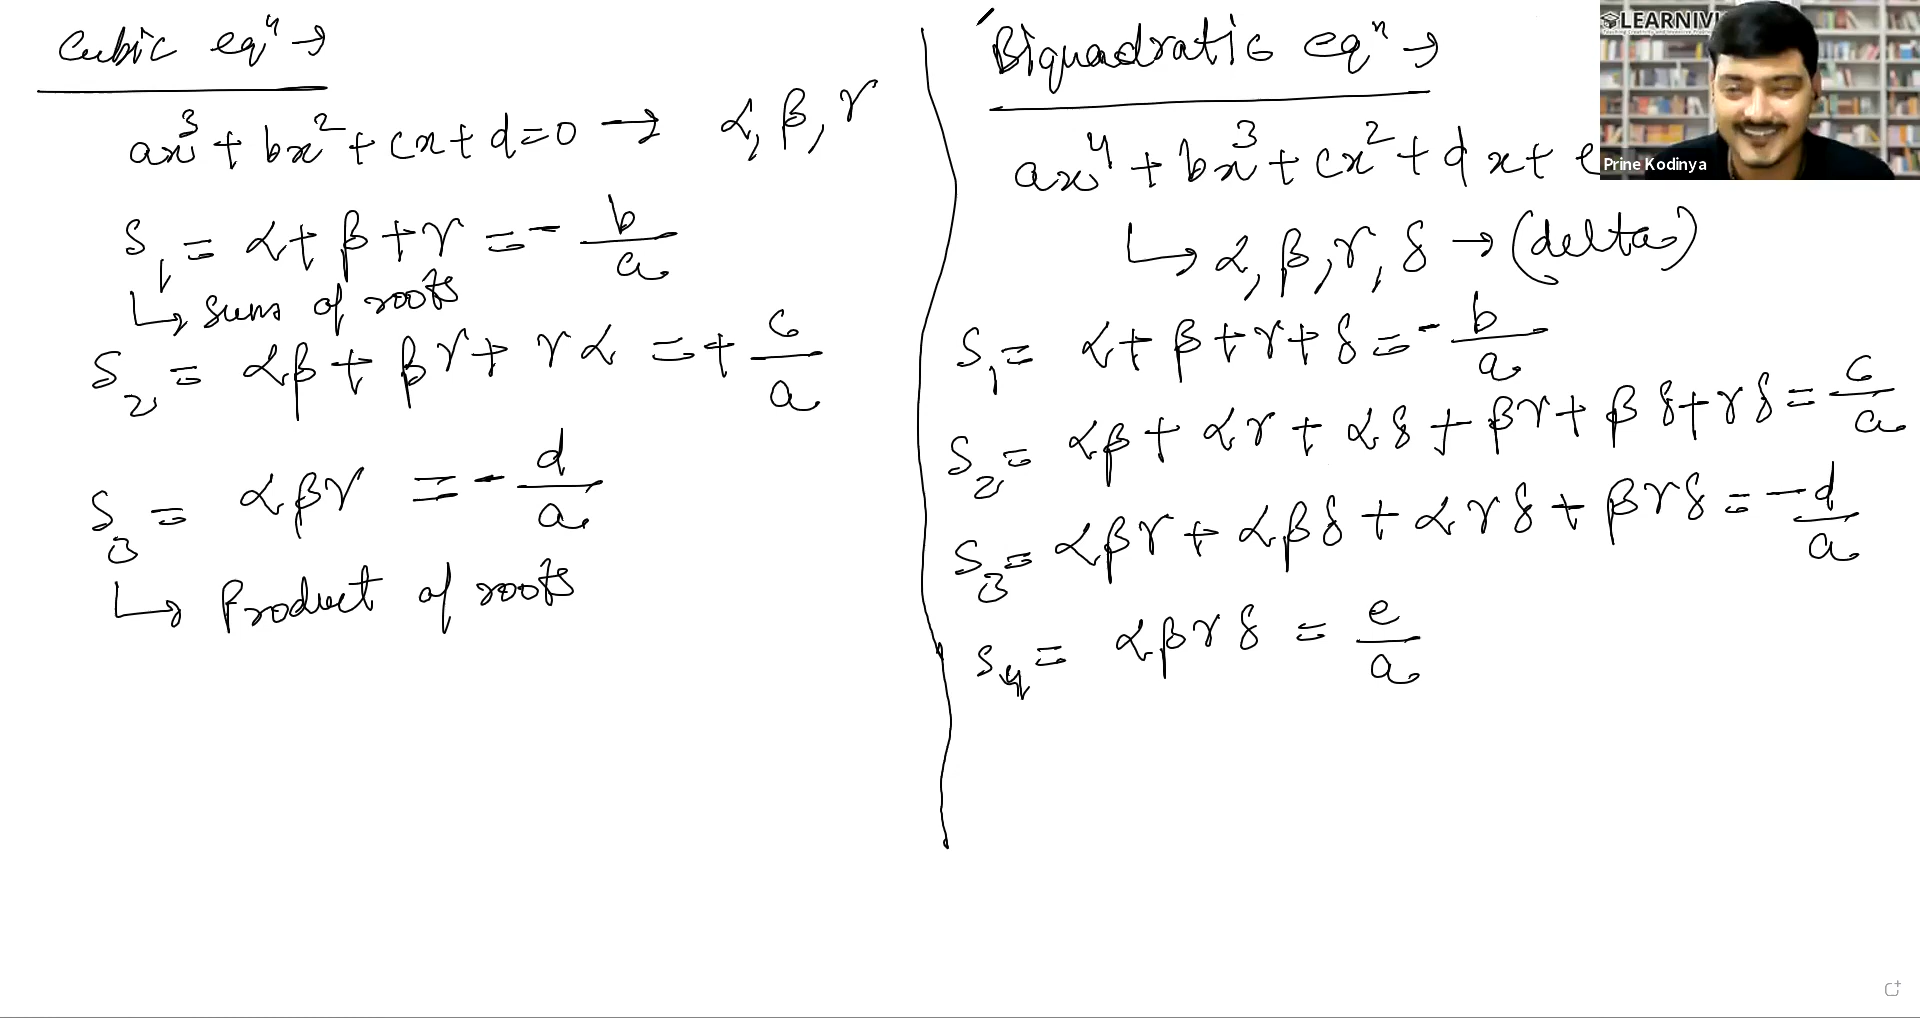 Cubic eqⁿ →
ax³ + bx² + cx + d = 0 → α, β, γ
S₁ = α + β + γ = - b/a
↳ Sum of roots
S₂ = αβ + βγ + γα = + c/a
S₃ = αβγ = - d/a
↳ Product of roots
Biquadratic eqⁿ →
ax⁴ + bx³ + cx² + dx + e
↳ α, β, γ, δ → (delta)
S₁ = α + β + γ + δ = - b/a
S₂ = αβ + αγ + αδ + βγ + βδ + γδ = c/a
S₃ = αβγ + αβδ + αγδ + βγδ = - d/a
S₄ = αβγδ = e/a
LEARNIV
Prine Kodinya